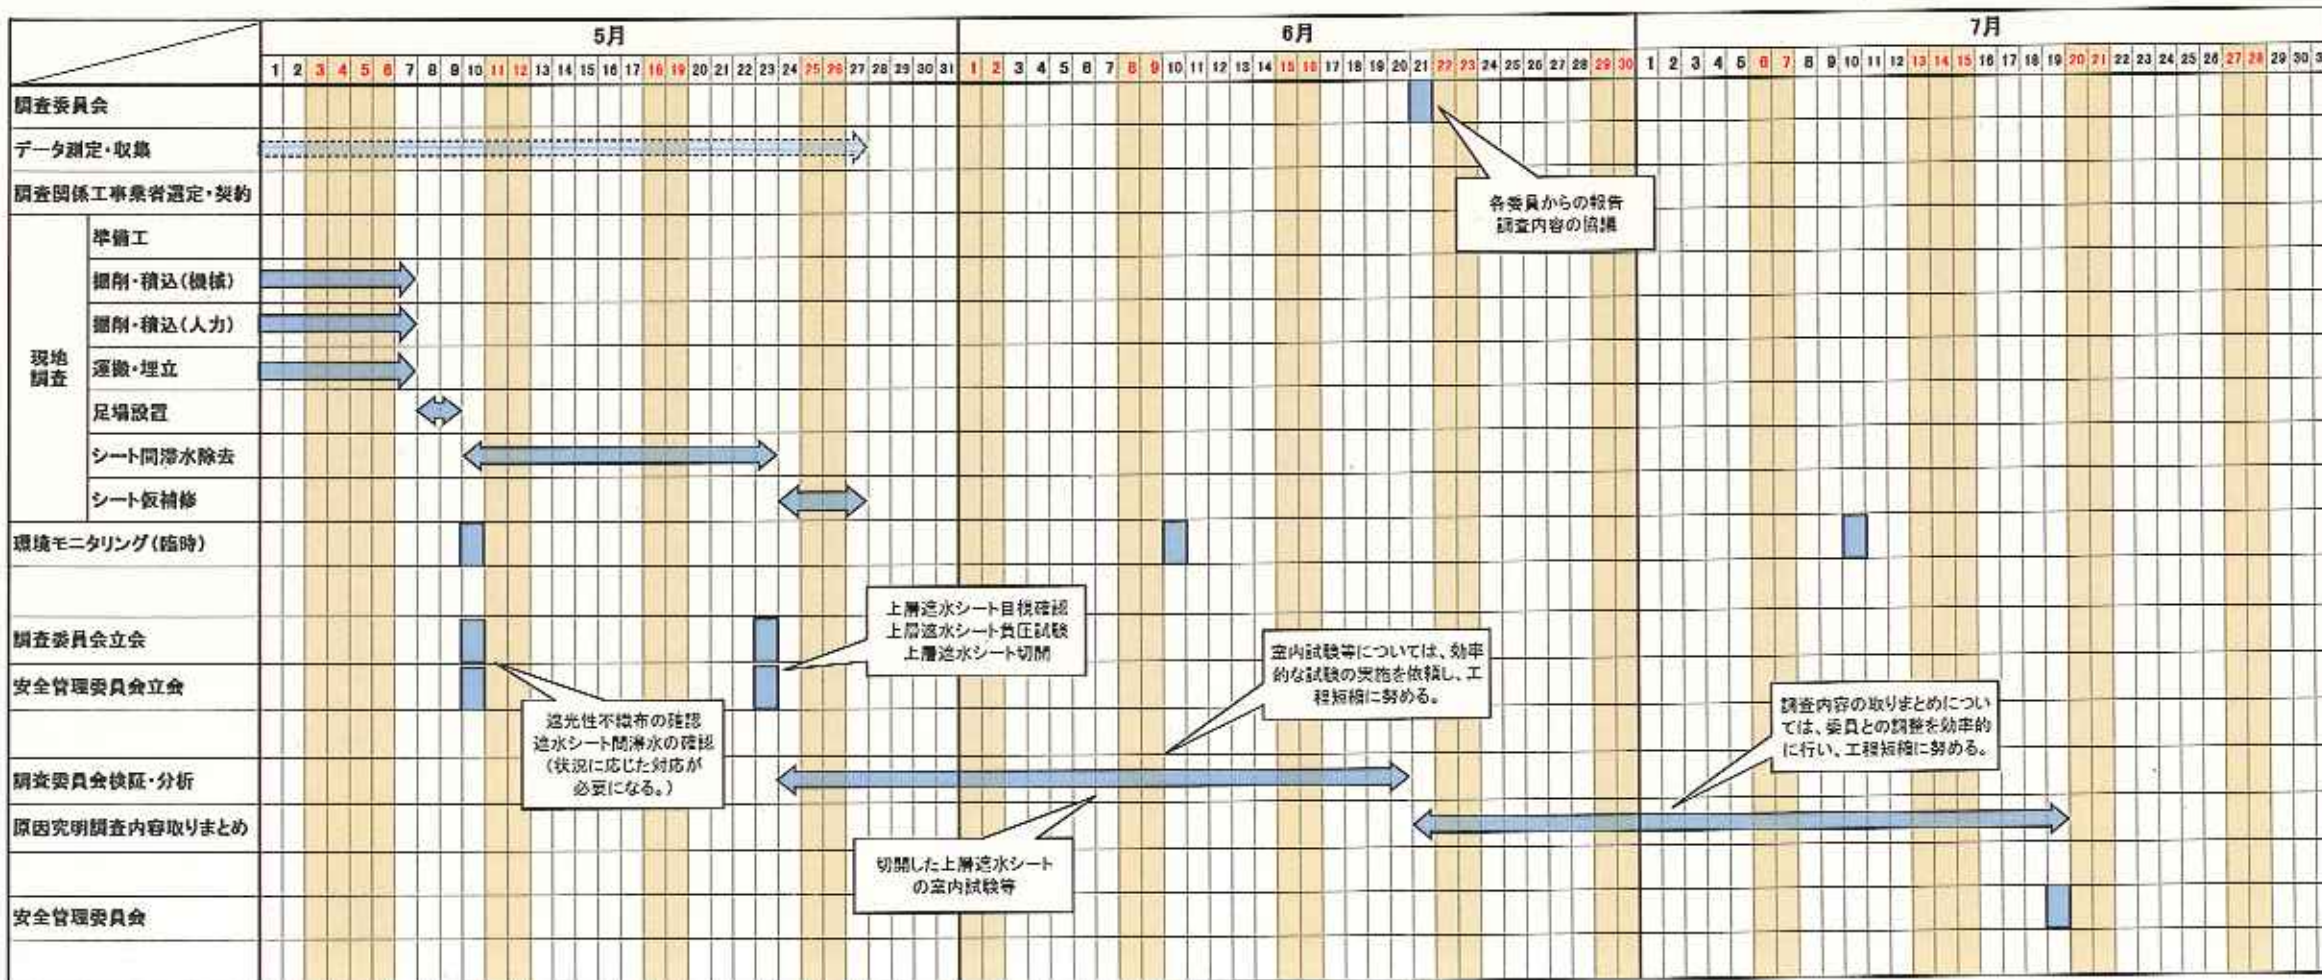 5月 6月 7月
1 2 3 4 5 6 7 8 9 10 11 12 13 14 15 16 17 18 19 20 21 22 23 24 25 26 27 28 29 30 31 1 2 3 4 5 6 7 8 9 10 11 12 13 14 15 16 17 18 19 20 21 22 23 24 25 26 27 28 29 30 1 2 3 4 5 6 7 8 9 10 11 12 13 14 15 16 17 18 19 20 21 22 23 24 25 26 27 28 29 30
調査委員会
データ測定・収集
調査関係工事業者選定・契約
各委員からの報告
調査内容の協議
現地
調査
準備工
掘削・積込(機械)
掘削・積込(人力)
運搬・埋立
足場設置
シート間滞水除去
シート仮補修
環境モニタリング(臨時)
調査委員会立会
安全管理委員会立会
上層遮水シート目視確認
上層遮水シート負圧試験
上層遮水シート切開
遮光性不織布の確認
遮水シート間滞水の確認
(状況に応じた対応が
必要になる。)
室内試験等については、効率
的な試験の実施を依頼し、工
程短縮に努める。
調査内容の取りまとめについ
ては、委員との調整を効率的
に行い、工程短縮に努める。
調査委員会検証・分析
原因究明調査内容取りまとめ
切開した上層遮水シート
の室内試験等
安全管理委員会